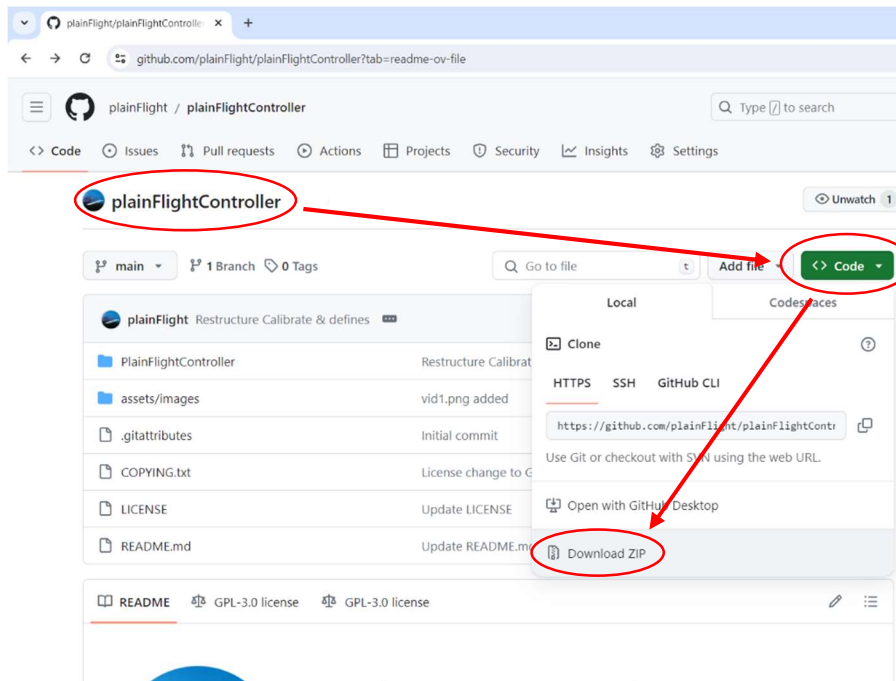 plainFlight/plainFlightControlle
github.com/plainFlight/plainFlightController?tab=readme-ov-file
plainFlight / plainFlightController
Q Type / to search
<> Code Issues Pull requests Actions Projects Security Insights Settings
plainFlightController
Unwatch 1
main 1 Branch 0 Tags
Go to file t
Add file
<> Code
Local Codespaces
plainFlight Restructure Calibrate & defines
Clone
PlainFlightController Restructure Calibrat
HTTPS SSH GitHub CLI
assets/images vid1.png added
https://github.com/plainFlight/plainFlightContr
.gitattributes Initial commit
Use Git or checkout with SVN using the web URL.
COPYING.txt License change to G
LICENSE Update LICENSE
Open with GitHub Desktop
README.md Update README.m
Download ZIP
README GPL-3.0 license GPL-3.0 license